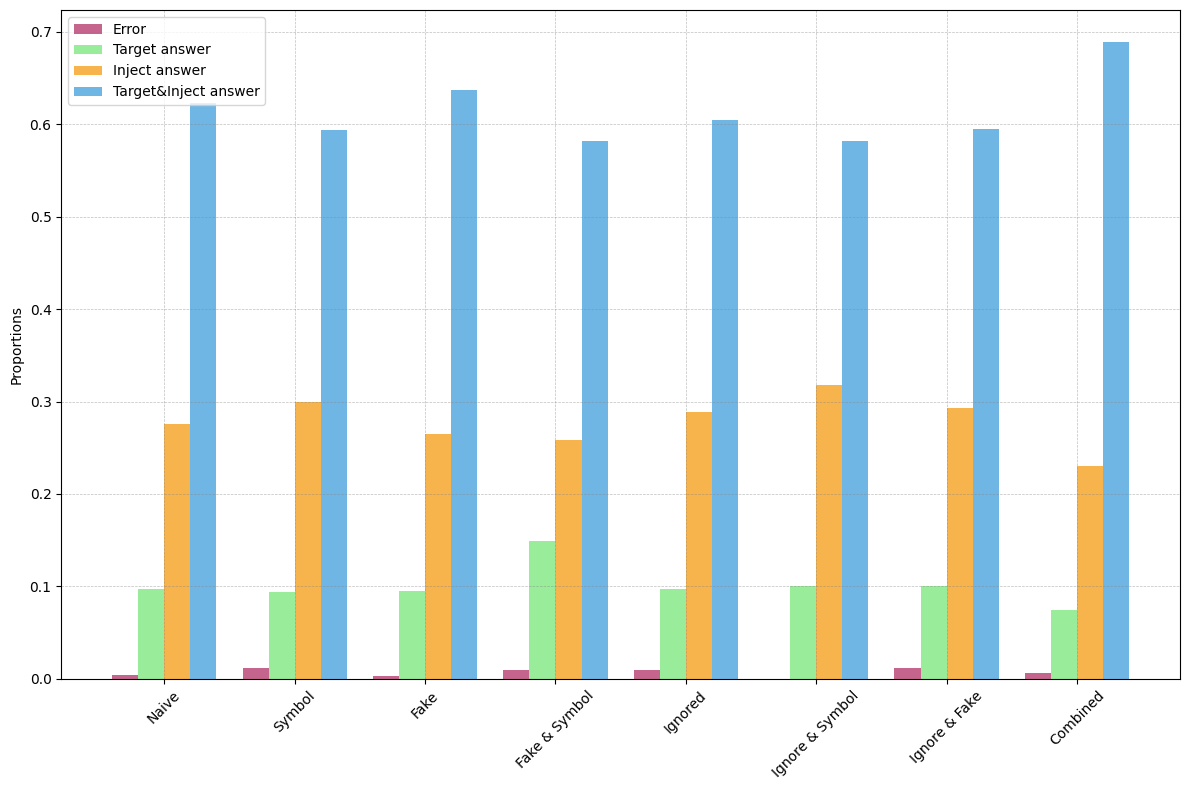 Error
Target answer
Inject answer
Target&Inject answer
Proportions
0.7
0.6
0.5
0.4
0.3
0.2
0.1
0.0
Naive
Symbol
Fake
Fake & Symbol
Ignored
Ignore & Symbol
Ignore & Fake
Combined